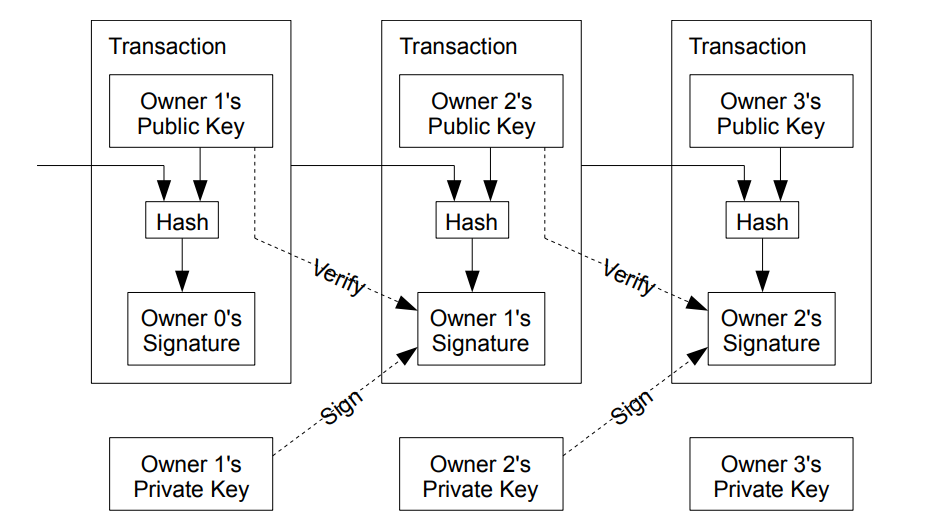 Transaction
Owner 1's
Public Key
Hash
Owner 0's
Signature
Transaction
Owner 2's
Public Key
Hash
Verify
Owner 1's
Signature
Transaction
Owner 3's
Public Key
Hash
Verify
Owner 2's
Signature
Sign
Sign
Owner 1's
Private Key
Owner 2's
Private Key
Owner 3's
Private Key